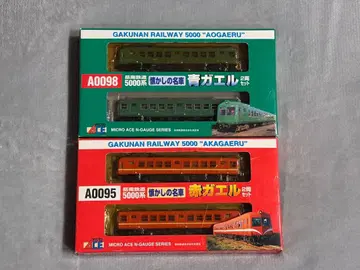 GAKUNAN RAILWAY 5000 "AOGAERU"
A0098 岳南鉄道 5000系 懐かしの名車 青ガエル 2両セット
MICRO ACE N-GAUGE SERIES
GAKUNAN RAILWAY 5000 "AKAGAERU"
A0095 岳南鉄道 5000系 懐かしの名車 赤ガエル 2両セット
MICRO ACE N-GAUGE SERIES